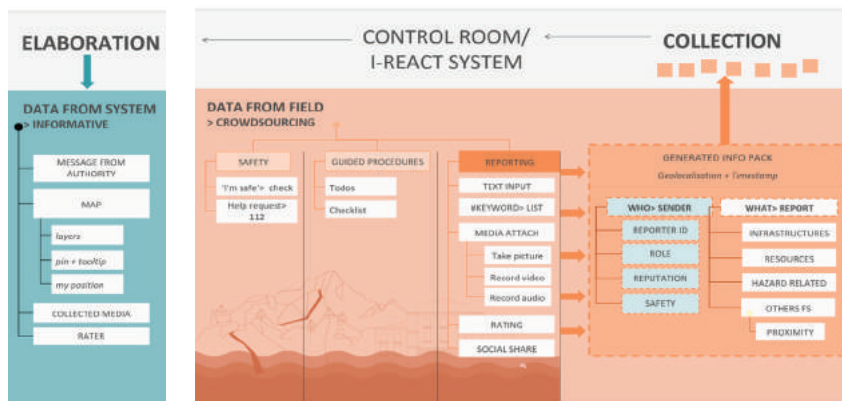 ELABORATION
CONTROL ROOM/
I-REACT SYSTEM
COLLECTION
DATA FROM SYSTEM
> INFORMATIVE
MESSAGE FROM
AUTHORITY
MAP
layers
pin + tooltip
my position
COLLECTED MEDIA
RATER
DATA FROM FIELD
> CROWDSOURCING
SAFETY
'I'm safe'> check
Help request>
112
GUIDED PROCEDURES
Todos
Checklist
REPORTING
TEXT INPUT
#KEYWORD> LIST
MEDIA ATTACH
Take picture
Record video
Record audio
RATING
SOCIAL SHARE
GENERATED INFO PACK
Geolocalisation + Timestamp
WHO> SENDER
REPORTER ID
ROLE
REPUTATION
SAFETY
WHAT> REPORT
INFRASTRUCTURES
RESOURCES
HAZARD RELATED
OTHERS FS
PROXIMITY